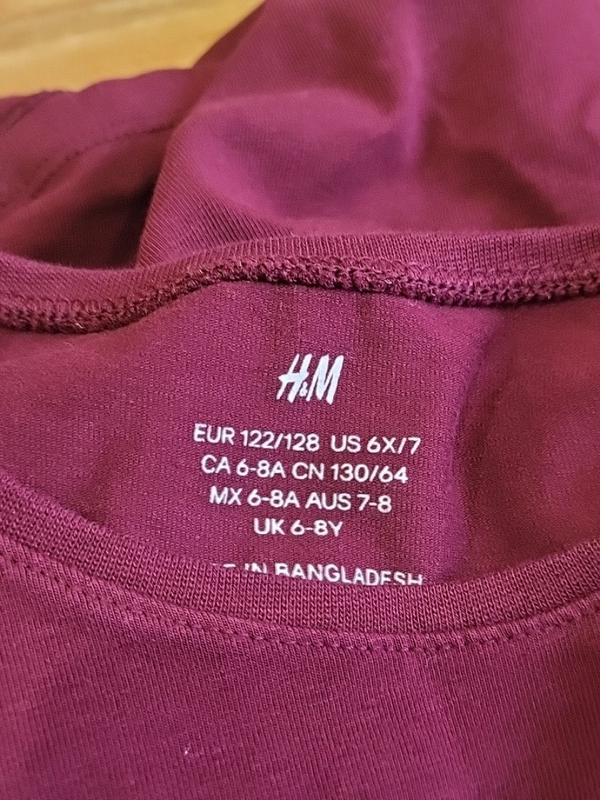 H&M
EUR 122/128 US 6X/7
CA 6-8A CN 130/64
MX 6-8A AUS 7-8
UK 6-8Y
IN BANGLADESH